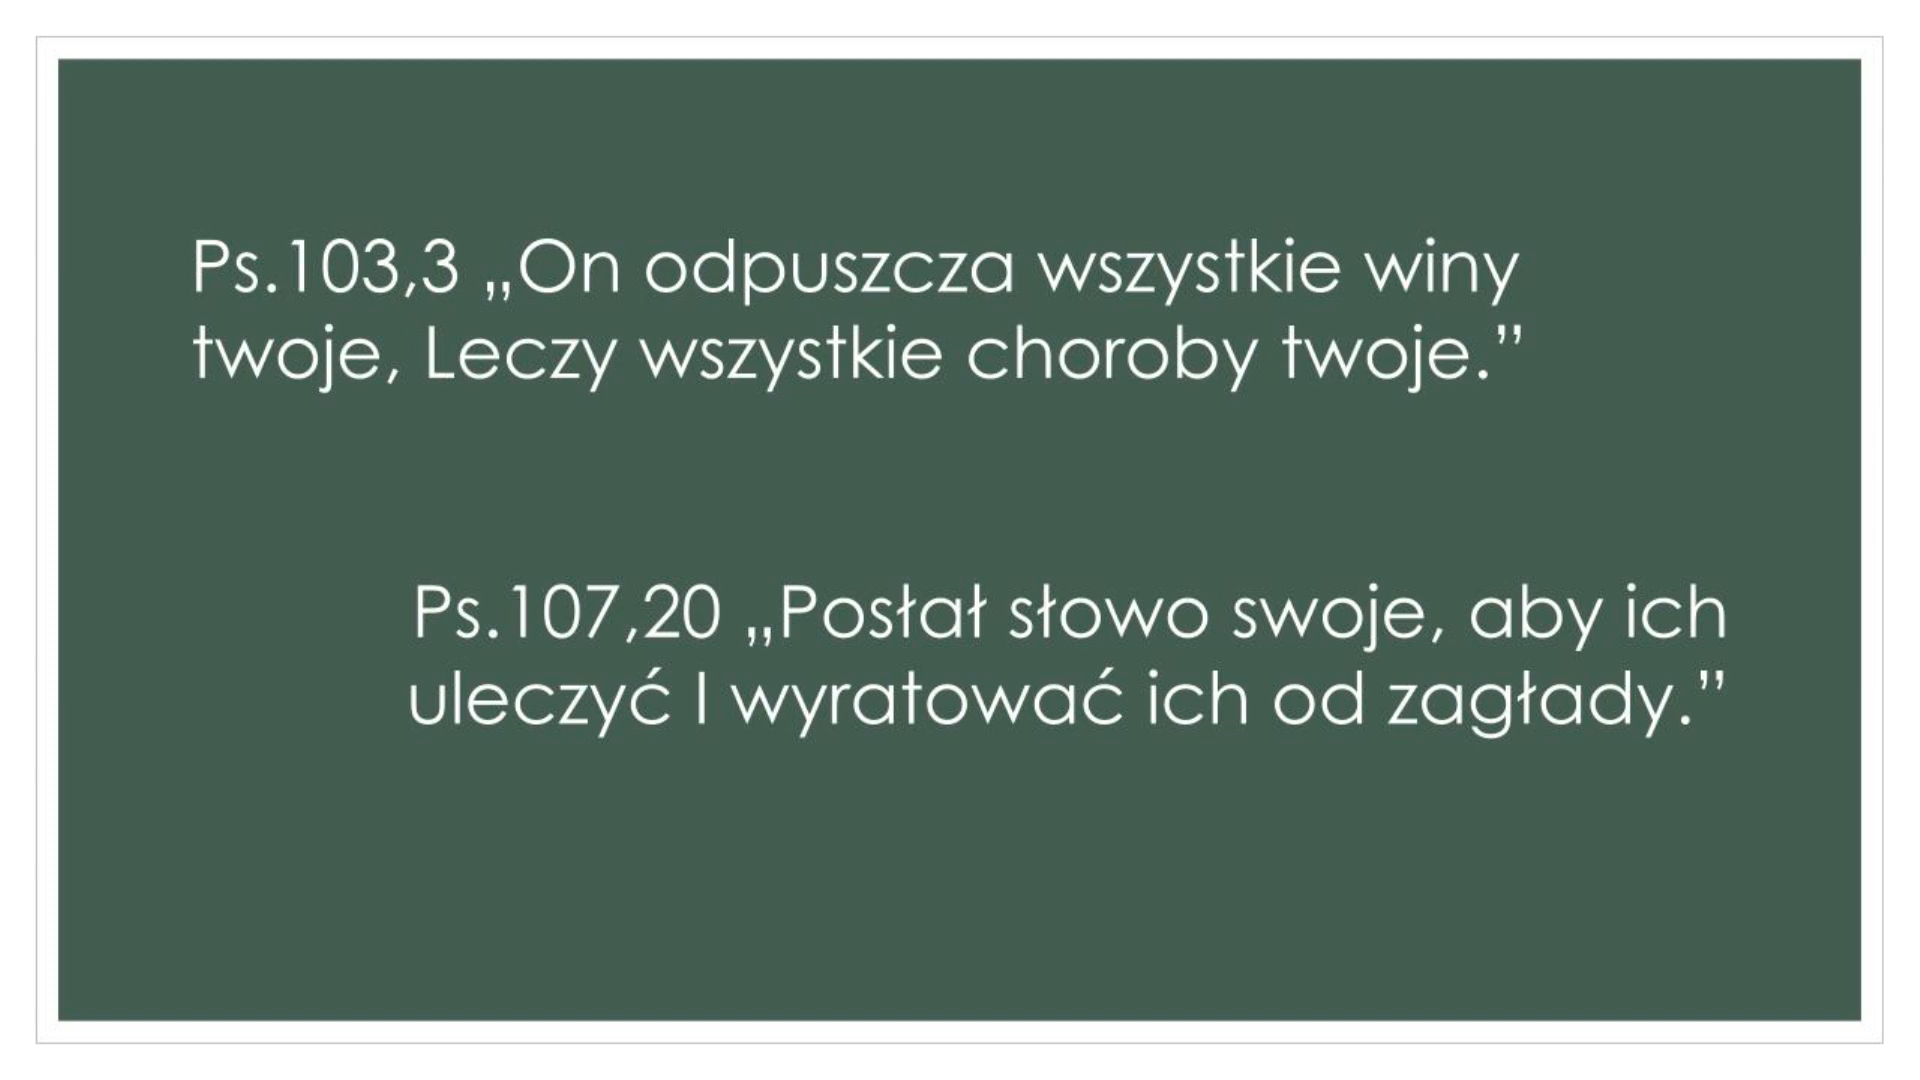 Ps.103,3 „On odpuszcza wszystkie winy
twoje, Leczy wszystkie choroby twoje.”
Ps.107,20 „Posłał słowo swoje, aby ich
uleczyć I wyratować ich od zagłady.”